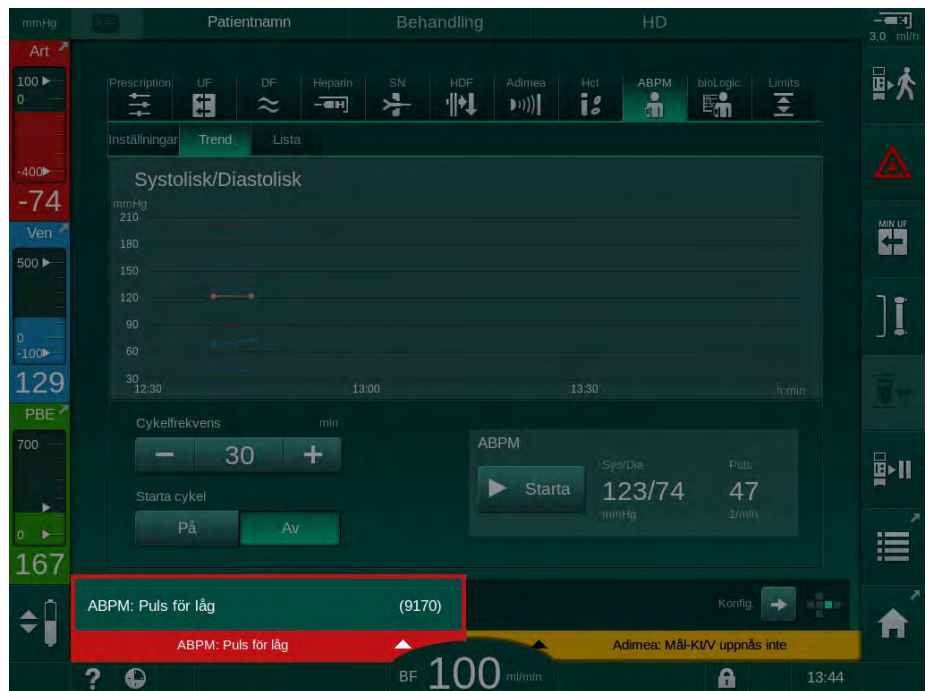 mmHg
Patientnamn
Behandling
HD
3,0 ml/h
Art
100
0
-400
-74
Ven
500
0
-100
129
PBE
700
0
167
Prescription UF DF Heparin SN HDF Adimea Hct ABPM bioLogic Limits
Inställningar Trend Lista
Systolisk/Diastolisk
mmHg
210
180
150
120
90
60
30
12:30 13:00 13:30 h:min
Cykelfrekvens min
30
Starta cykel
På Av
ABPM
Starta
Sys/Dia Puls
123/74 47
mmHg 1/min
MIN UF
ABPM: Puls för låg (9170)
Konfig.
ABPM: Puls för låg
Adimea: Mål-Kt/V uppnås inte
? BF 100 ml/min 13:44